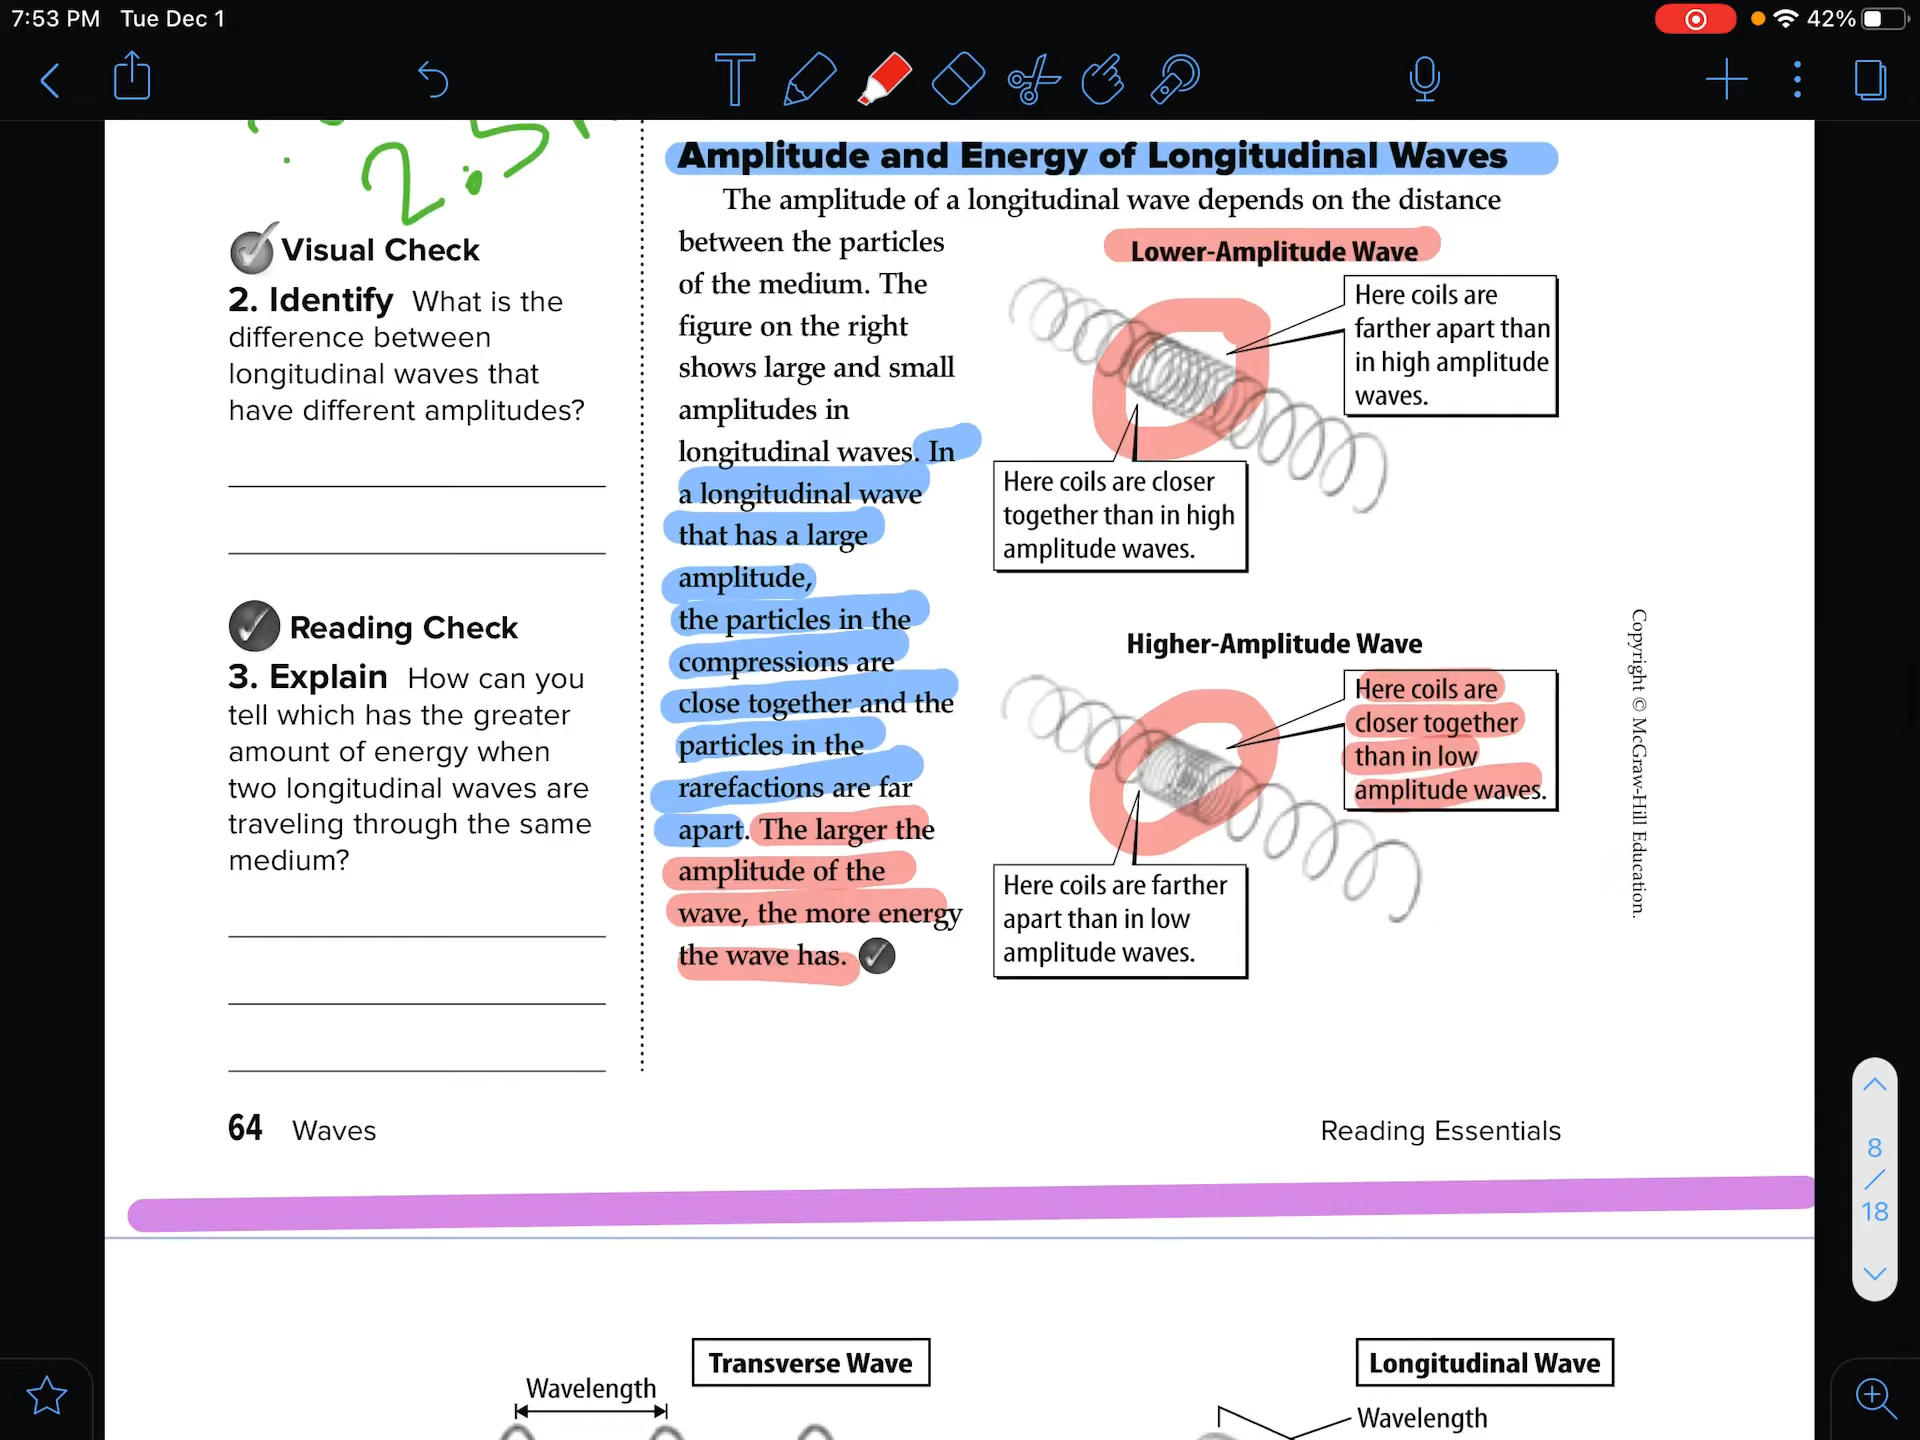 7:53 PM Tue Dec 1
42%
2.5
Visual Check
2. Identify What is the
difference between
longitudinal waves that
have different amplitudes?
Reading Check
3. Explain How can you
tell which has the greater
amount of energy when
two longitudinal waves are
traveling through the same
medium?
Amplitude and Energy of Longitudinal Waves
The amplitude of a longitudinal wave depends on the distance
between the particles
of the medium. The
figure on the right
shows large and small
amplitudes in
longitudinal waves. In
a longitudinal wave
that has a large
amplitude,
the particles in the
compressions are
close together and the
particles in the
rarefactions are far
apart. The larger the
amplitude of the
wave, the more energy
the wave has.
Lower-Amplitude Wave
Here coils are
farther apart than
in high amplitude
waves.
Here coils are closer
together than in high
amplitude waves.
Higher-Amplitude Wave
Here coils are
closer together
than in low
amplitude waves.
Here coils are farther
apart than in low
amplitude waves.
Copyright © McGraw-Hill Education.
64 Waves
Reading Essentials
8
/
18
Transverse Wave
Wavelength
Longitudinal Wave
Wavelength